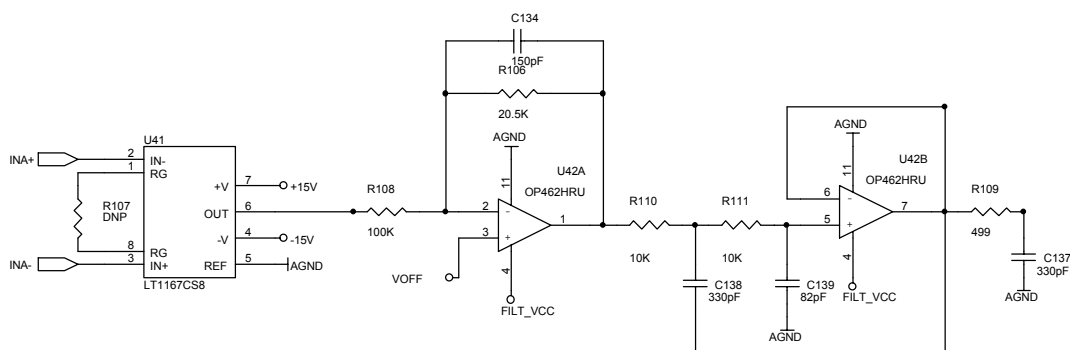 C134
150pF
R106
20.5K
AGND
AGND
U41
U42A
OP462HRU
U42B
OP462HRU
INA+
2
IN-
1
RG
R107
DNP
+V
7
+15V
OUT
6
-V
4
-15V
8
RG
REF
5
AGND
INA-
3
IN+
LT1167CS8
R108
100K
11
2
-
3
+
1
4
VOFF
FILT_VCC
R110
10K
R111
10K
11
6
-
5
+
7
4
FILT_VCC
R109
499
C138
330pF
C139
82pF
AGND
C137
330pF
AGND